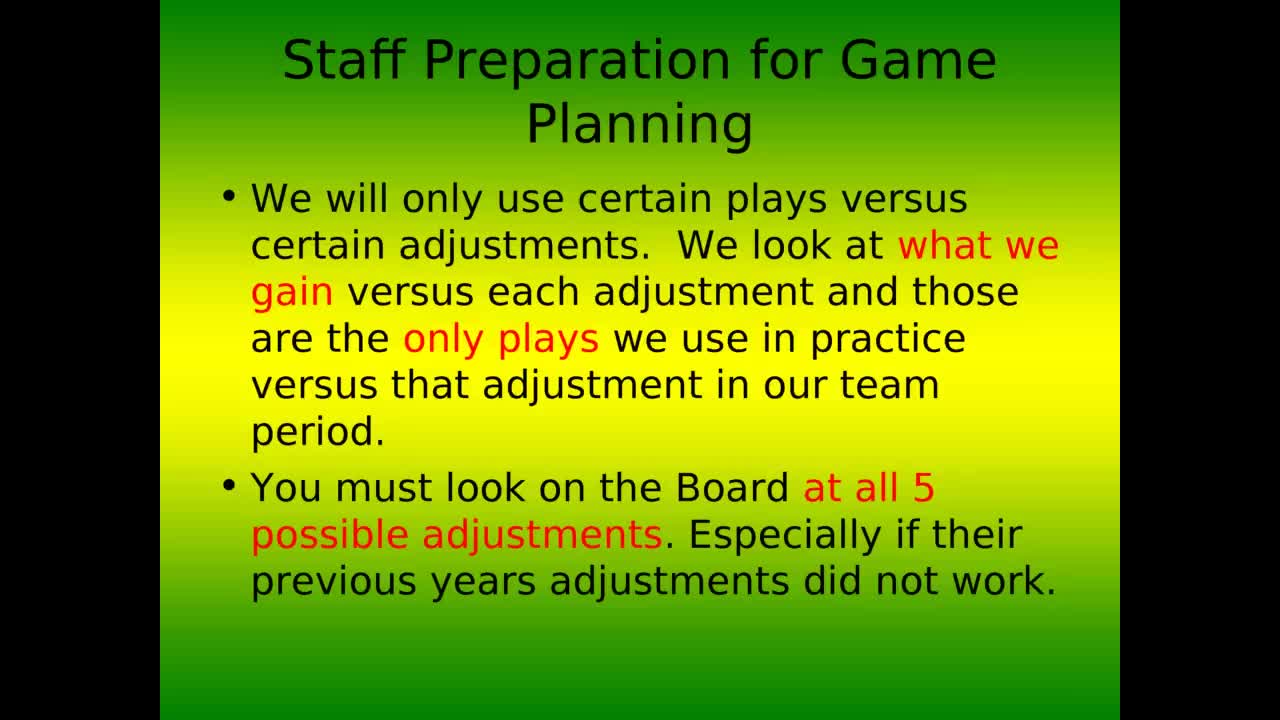 Staff Preparation for Game
Planning
• We will only use certain plays versus
certain adjustments.  We look at what we
gain versus each adjustment and those
are the only plays we use in practice
versus that adjustment in our team
period.
• You must look on the Board at all 5
possible adjustments. Especially if their
previous years adjustments did not work.